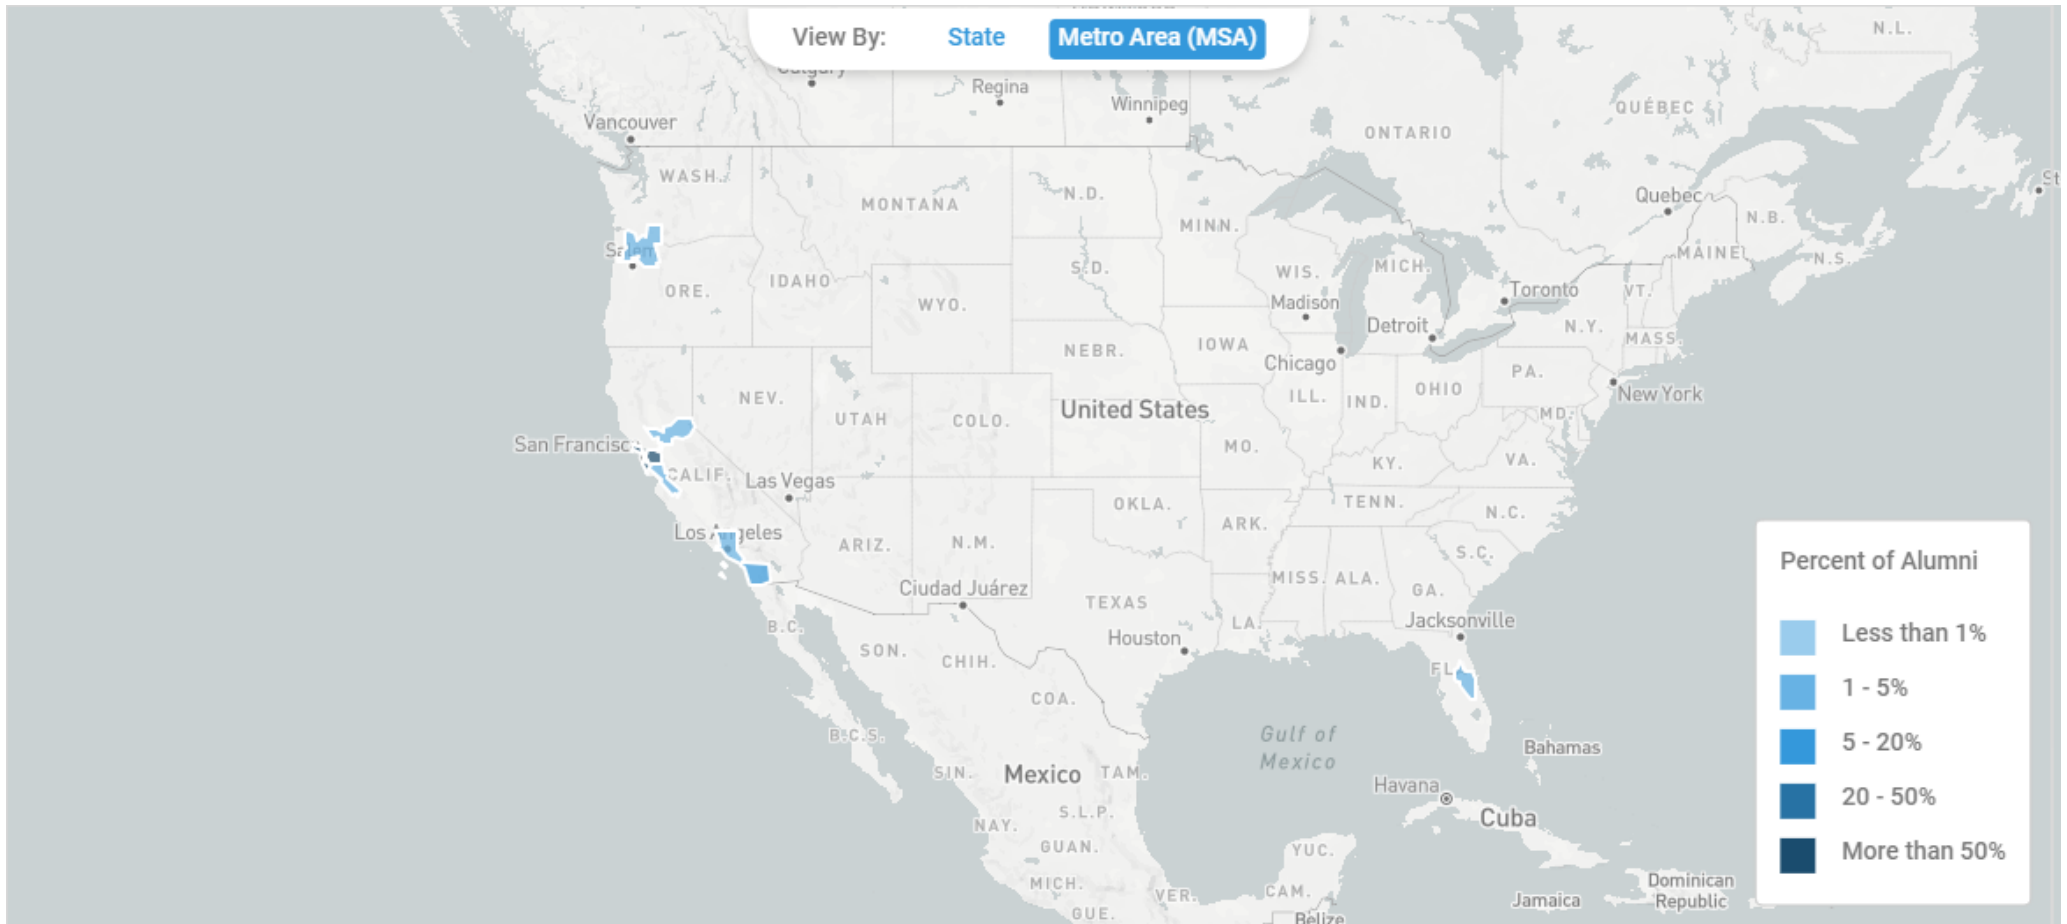 View By: State Metro Area (MSA)
N.L.
Regina
Winnipeg
QUÉBEC
Vancouver
ONTARIO
WASH.
MONTANA
N.D.
Quebec
N.B.
MINN.
MAINE
N.S.
S.D.
WIS.
MICH.
IDAHO
ORE.
WYO.
Madison
Toronto
VT.
Detroit
N.Y.
MASS.
NEBR.
IOWA
Chicago
PA.
NEV.
UTAH
COLO.
United States
ILL.
IND.
OHIO
New York
MD.
San Francisc
CALIF.
Las Vegas
MO.
KY.
VA.
OKLA.
TENN.
N.C.
ARK.
Los Angeles
ARIZ.
N.M.
S.C.
Ciudad Juárez
TEXAS
MISS.
ALA.
GA.
B.C.
LA.
Jacksonville
Houston
SON.
CHIH.
FL
COA.
B.C.S.
Gulf of
Mexico
Bahamas
SIN.
Mexico
TAM.
Havana
S.L.P.
Cuba
NAY.
GUAN.
YUC.
MICH.
VER.
CAM.
GUE.
Belize
Jamaica
Dominican
Republic
Percent of Alumni
Less than 1%
1 - 5%
5 - 20%
20 - 50%
More than 50%